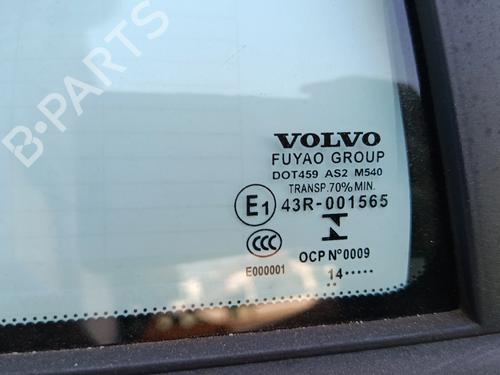 B-PARTS
VOLVO
FUYAO GROUP
DOT459 AS2 M540
TRANSP.70% MIN.
E1 43R-001565
CCC
E000001
OCP N°0009
14•••••
••